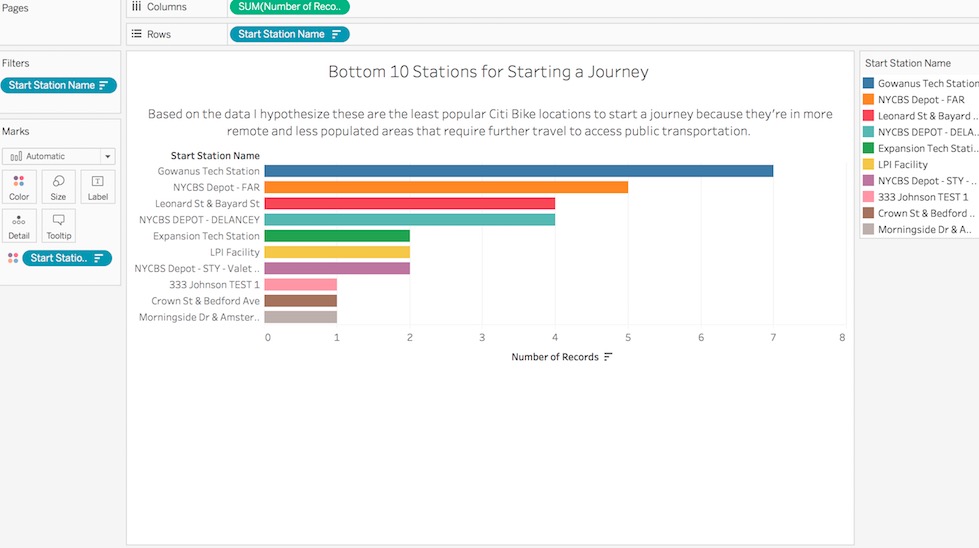 Pages
Columns
SUM(Number of Reco..
Rows
Start Station Name
Filters
Start Station Name
Marks
Automatic
Color
Size
Label
Detail
Tooltip
Start Statio..
Bottom 10 Stations for Starting a Journey
Based on the data I hypothesize these are the least popular Citi Bike locations to start a journey because they're in more
remote and less populated areas that require further travel to access public transportation.
Start Station Name
Gowanus Tech Station
NYCBS Depot - FAR
Leonard St & Bayard St
NYCBS DEPOT - DELANCEY
Expansion Tech Station
LPI Facility
NYCBS Depot - STY - Valet ..
333 Johnson TEST 1
Crown St & Bedford Ave
Morningside Dr & Amster..
0 1 2 3 4 5 6 7 8
Number of Records
Start Station Name
Gowanus Tech Station
NYCBS Depot - FAR
Leonard St & Bayard ..
NYCBS DEPOT - DELA..
Expansion Tech Stati..
LPI Facility
NYCBS Depot - STY - ..
333 Johnson TEST 1
Crown St & Bedford ..
Morningside Dr & A..